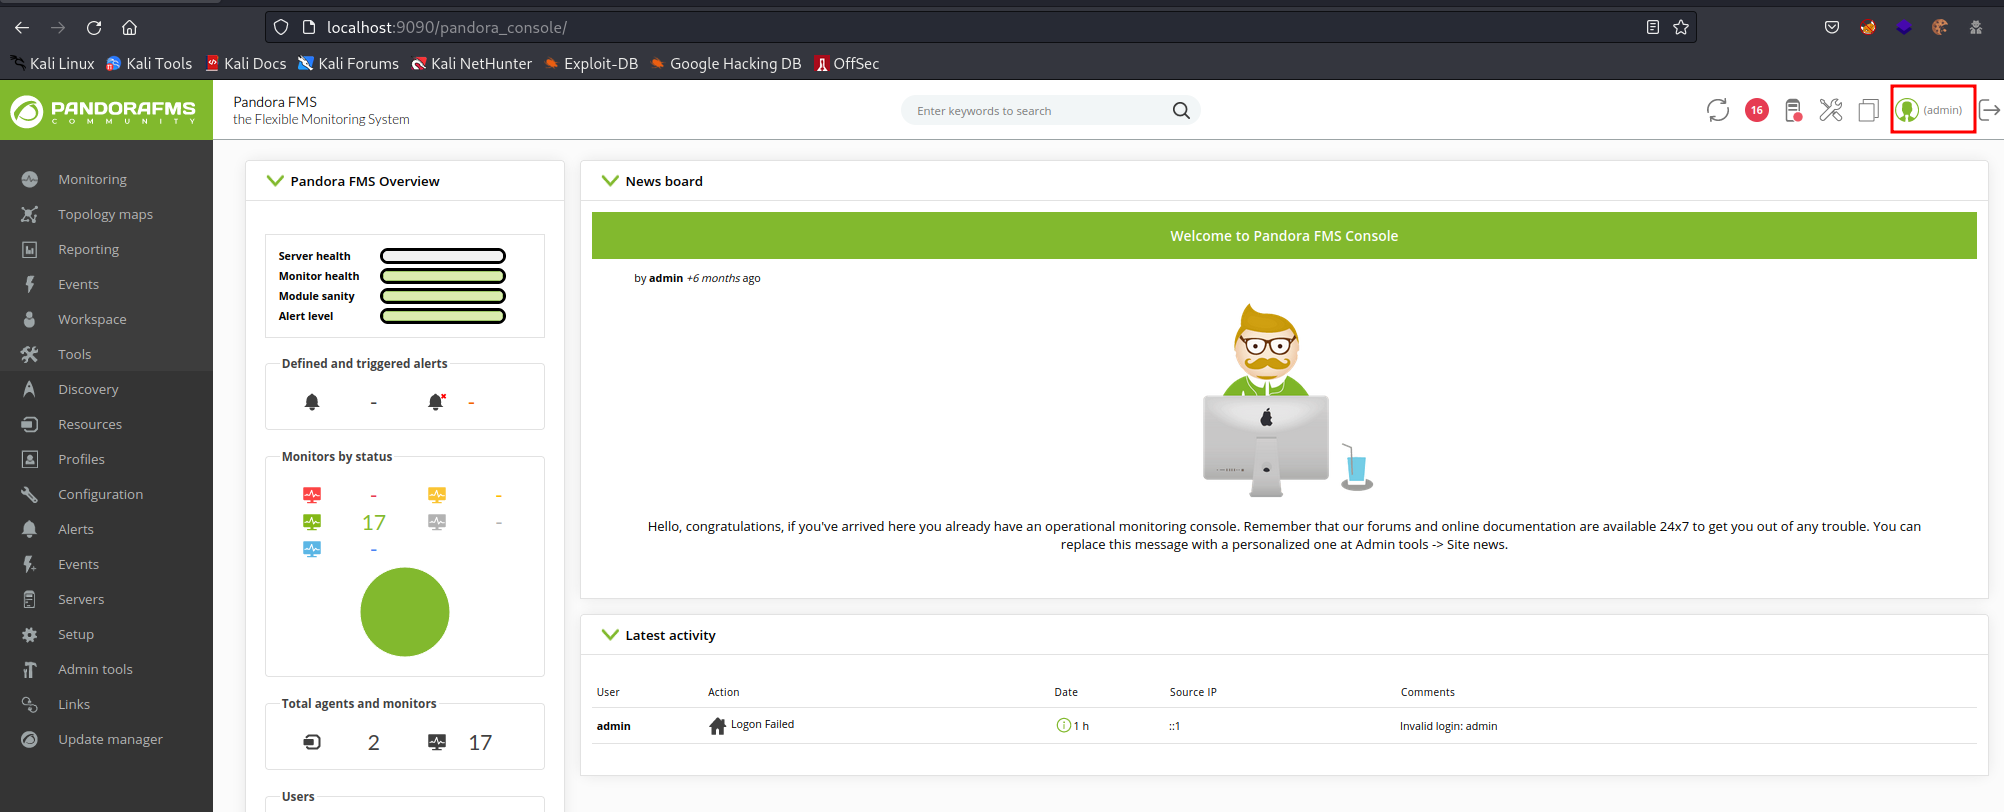 localhost:9090/pandora_console/
Kali Linux Kali Tools Kali Docs Kali Forums Kali NetHunter Exploit-DB Google Hacking DB OffSec
PANDORAFMS
COMMUNITY
Pandora FMS
the Flexible Monitoring System
Enter keywords to search
16
(admin)
Monitoring
Topology maps
Reporting
Events
Workspace
Tools
Discovery
Resources
Profiles
Configuration
Alerts
Events
Servers
Setup
Admin tools
Links
Update manager
Pandora FMS Overview
Server health
Monitor health
Module sanity
Alert level
Defined and triggered alerts
- -
Monitors by status
- -
17 -
-
Total agents and monitors
2 17
Users
News board
Welcome to Pandora FMS Console
by admin +6 months ago
Hello, congratulations, if you've arrived here you already have an operational monitoring console. Remember that our forums and online documentation are available 24x7 to get you out of any trouble. You can
replace this message with a personalized one at Admin tools -> Site news.
Latest activity
User Action Date Source IP Comments
admin Logon Failed 1 h ::1 Invalid login: admin